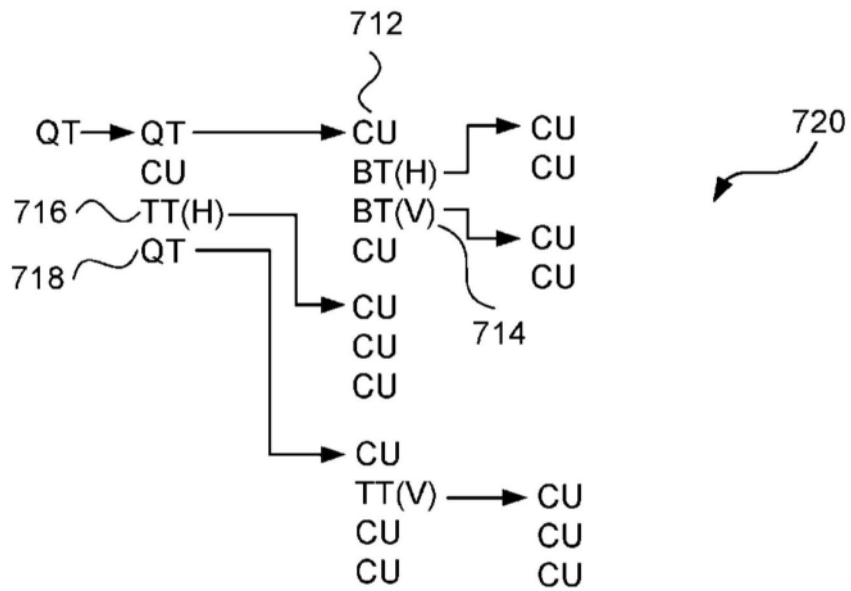 712
QT QT CU CU
CU BT(H) CU
720
716 TT(H) BT(V) CU
718 QT CU CU
CU 714
CU
CU
CU
TT(V) CU
CU CU
CU CU